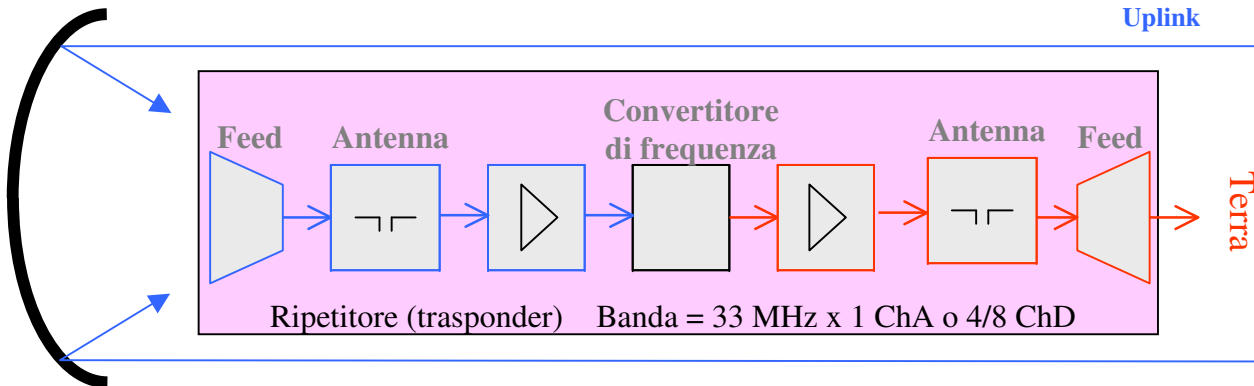 Uplink
Feed
Antenna
Convertitore
di frequenza
Antenna
Feed
Terra
Ripetitore (trasponder)    Banda = 33 MHz x 1 ChA o 4/8 ChD